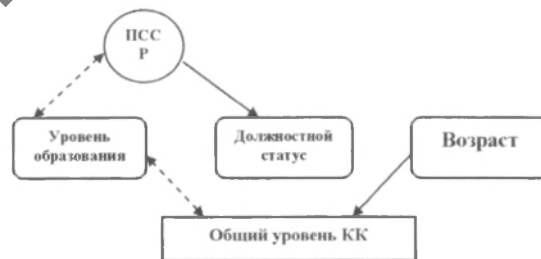 ПСС
Р
Уровень
образования
Должностной
статус
Возраст
Общий уровень КК